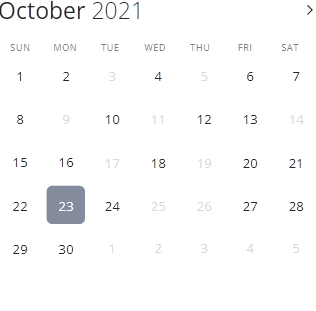 October 2021
SUN MON TUE WED THU FRI SAT
1 2 3 4 5 6 7
8 9 10 11 12 13 14
15 16 17 18 19 20 21
22 23 24 25 26 27 28
29 30 1 2 3 4 5